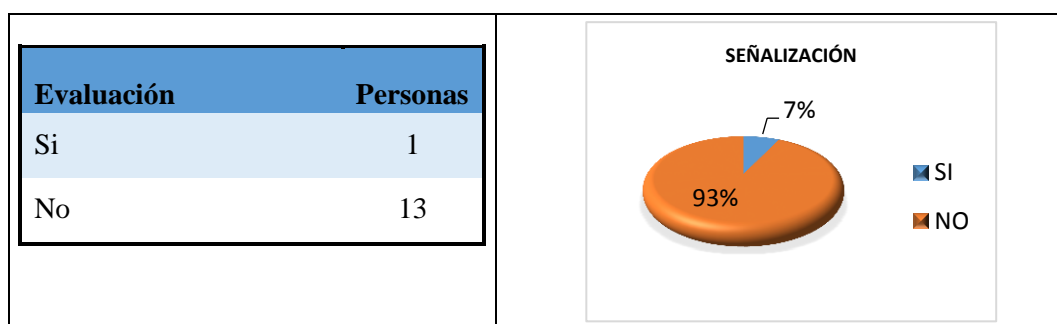 Evaluación Personas
Si 1
No 13
SEÑALIZACIÓN
7%
93%
SI
NO